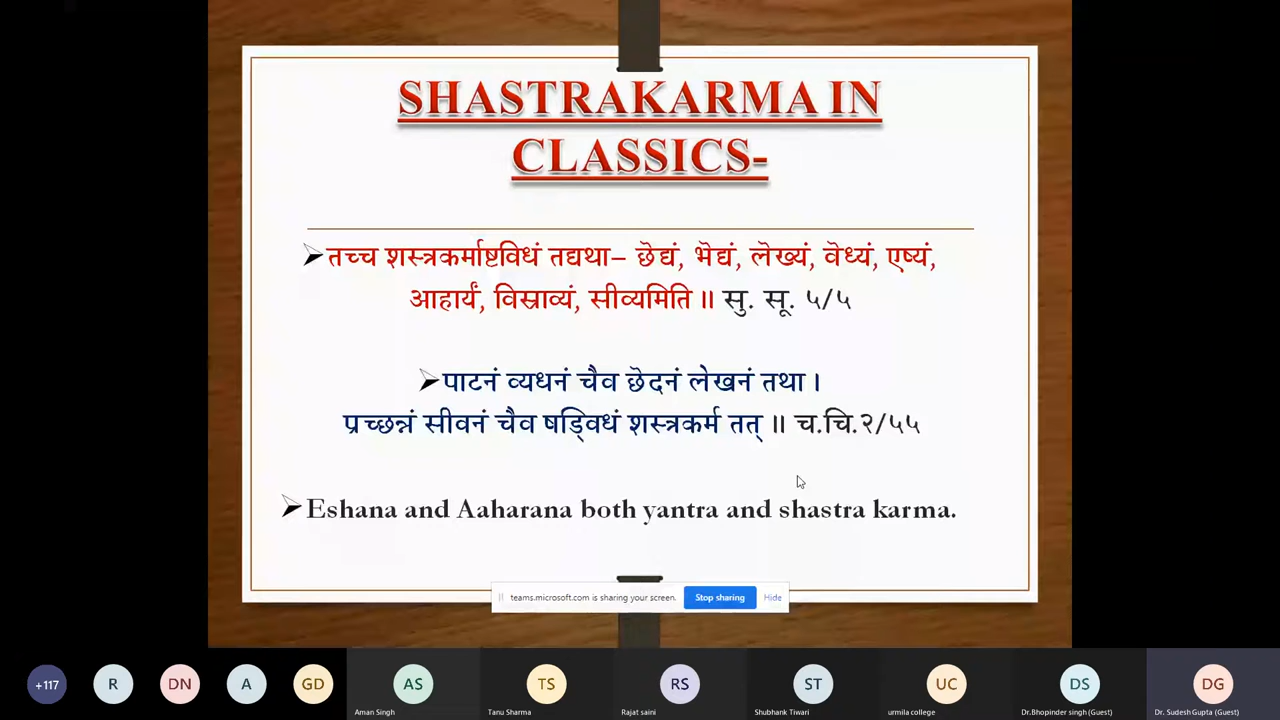 SHASTRAKARMA IN
CLASSICS-
तच्च शस्त्रकर्माष्टविधं तद्यथा– छेद्यं, भेद्यं, लेख्यं, वेध्यं, एष्यं,
आहार्यं, विस्राव्यं, सीव्यमिति ॥ सु. सू. ५/५
पाटनं व्यधनं चैव छेदनं लेखनं तथा ।
प्रच्छन्नं सीवनं चैव षड्विधं शस्त्रकर्म तत् ॥ च.चि.२/५५
Eshana and Aaharana both yantra and shastra karma.
teams.microsoft.com is sharing your screen. Stop sharing Hide
+117 R DN A GD AS TS RS ST UC DS DG
Aman Singh Tanu Sharma Rajat saini Shubhank Tiwari urmila college Dr.Bhopinder singh (Guest) Dr. Sudesh Gupta (Guest)